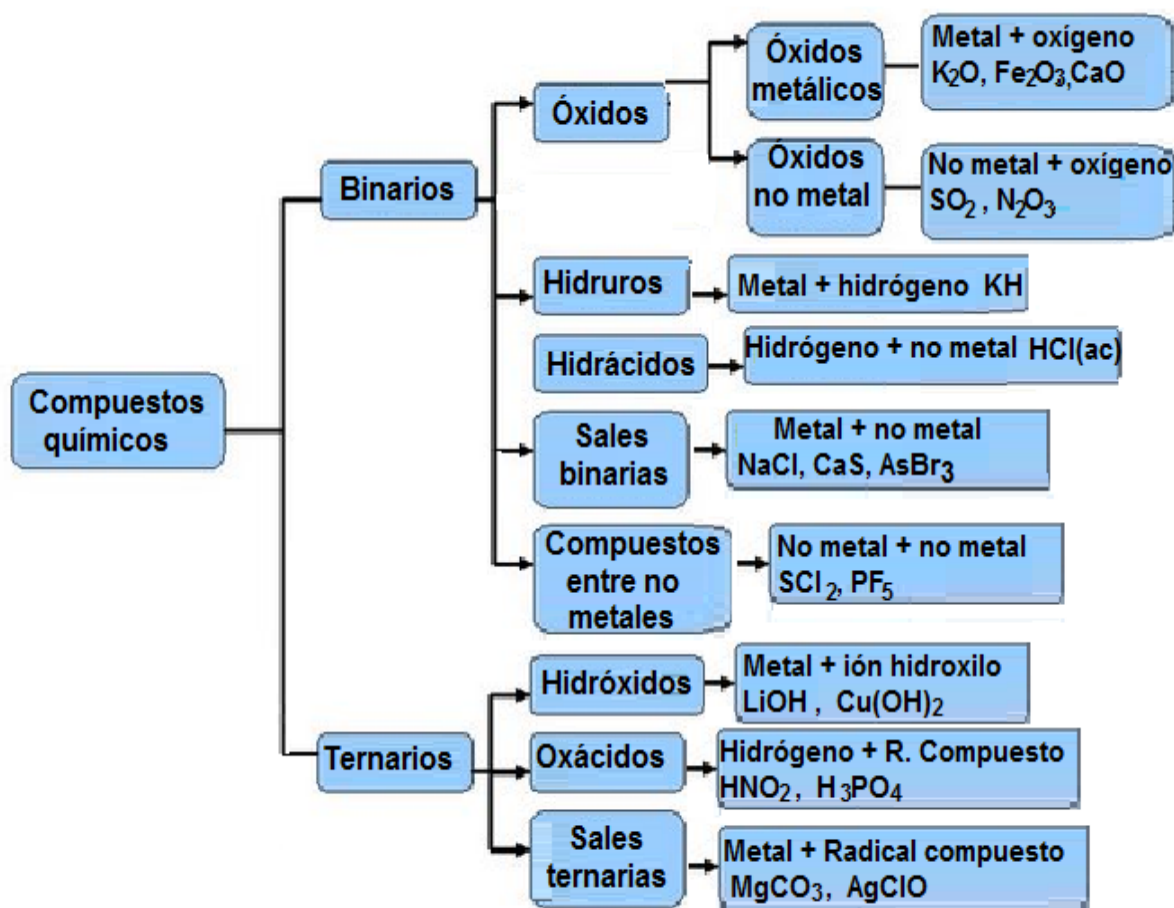 Compuestos
químicos
Binarios
Óxidos
Óxidos
metálicos
Metal + oxígeno
K2O, Fe2O3,CaO
Óxidos
no metal
No metal + oxígeno
SO2 , N2O3
Hidruros
Metal + hidrógeno KH
Hidrácidos
Hidrógeno + no metal HCl(ac)
Sales
binarias
Metal + no metal
NaCl, CaS, AsBr3
Compuestos
entre no
metales
No metal + no metal
SCl2, PF5
Ternarios
Hidróxidos
Metal + ión hidroxilo
LiOH , Cu(OH)2
Oxácidos
Hidrógeno + R. Compuesto
HNO2, H3PO4
Sales
ternarias
Metal + Radical compuesto
MgCO3, AgClO